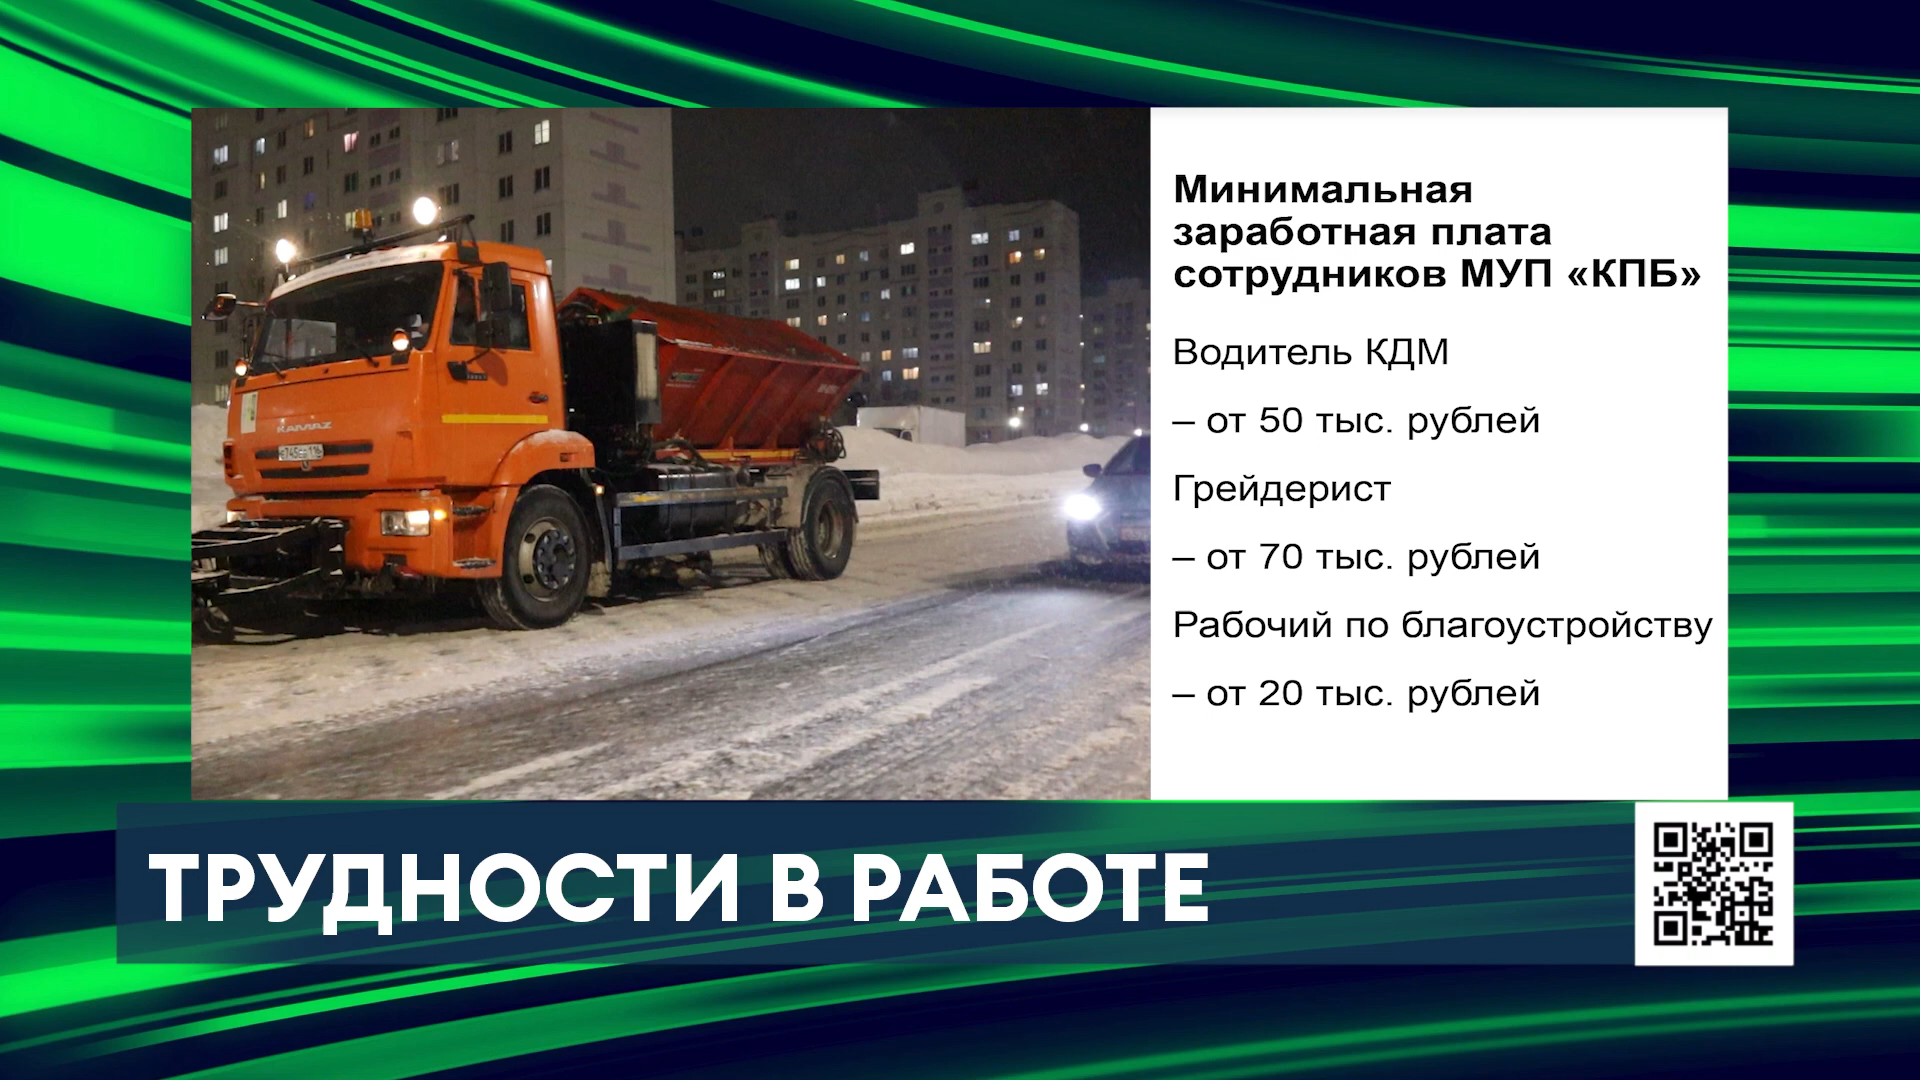 Минимальная
заработная плата
сотрудников МУП «КПБ»
Водитель КДМ
– от 50 тыс. рублей
Грейдерист
– от 70 тыс. рублей
Рабочий по благоустройству
– от 20 тыс. рублей
KAMAZ
ТРУДНОСТИ В РАБОТЕ